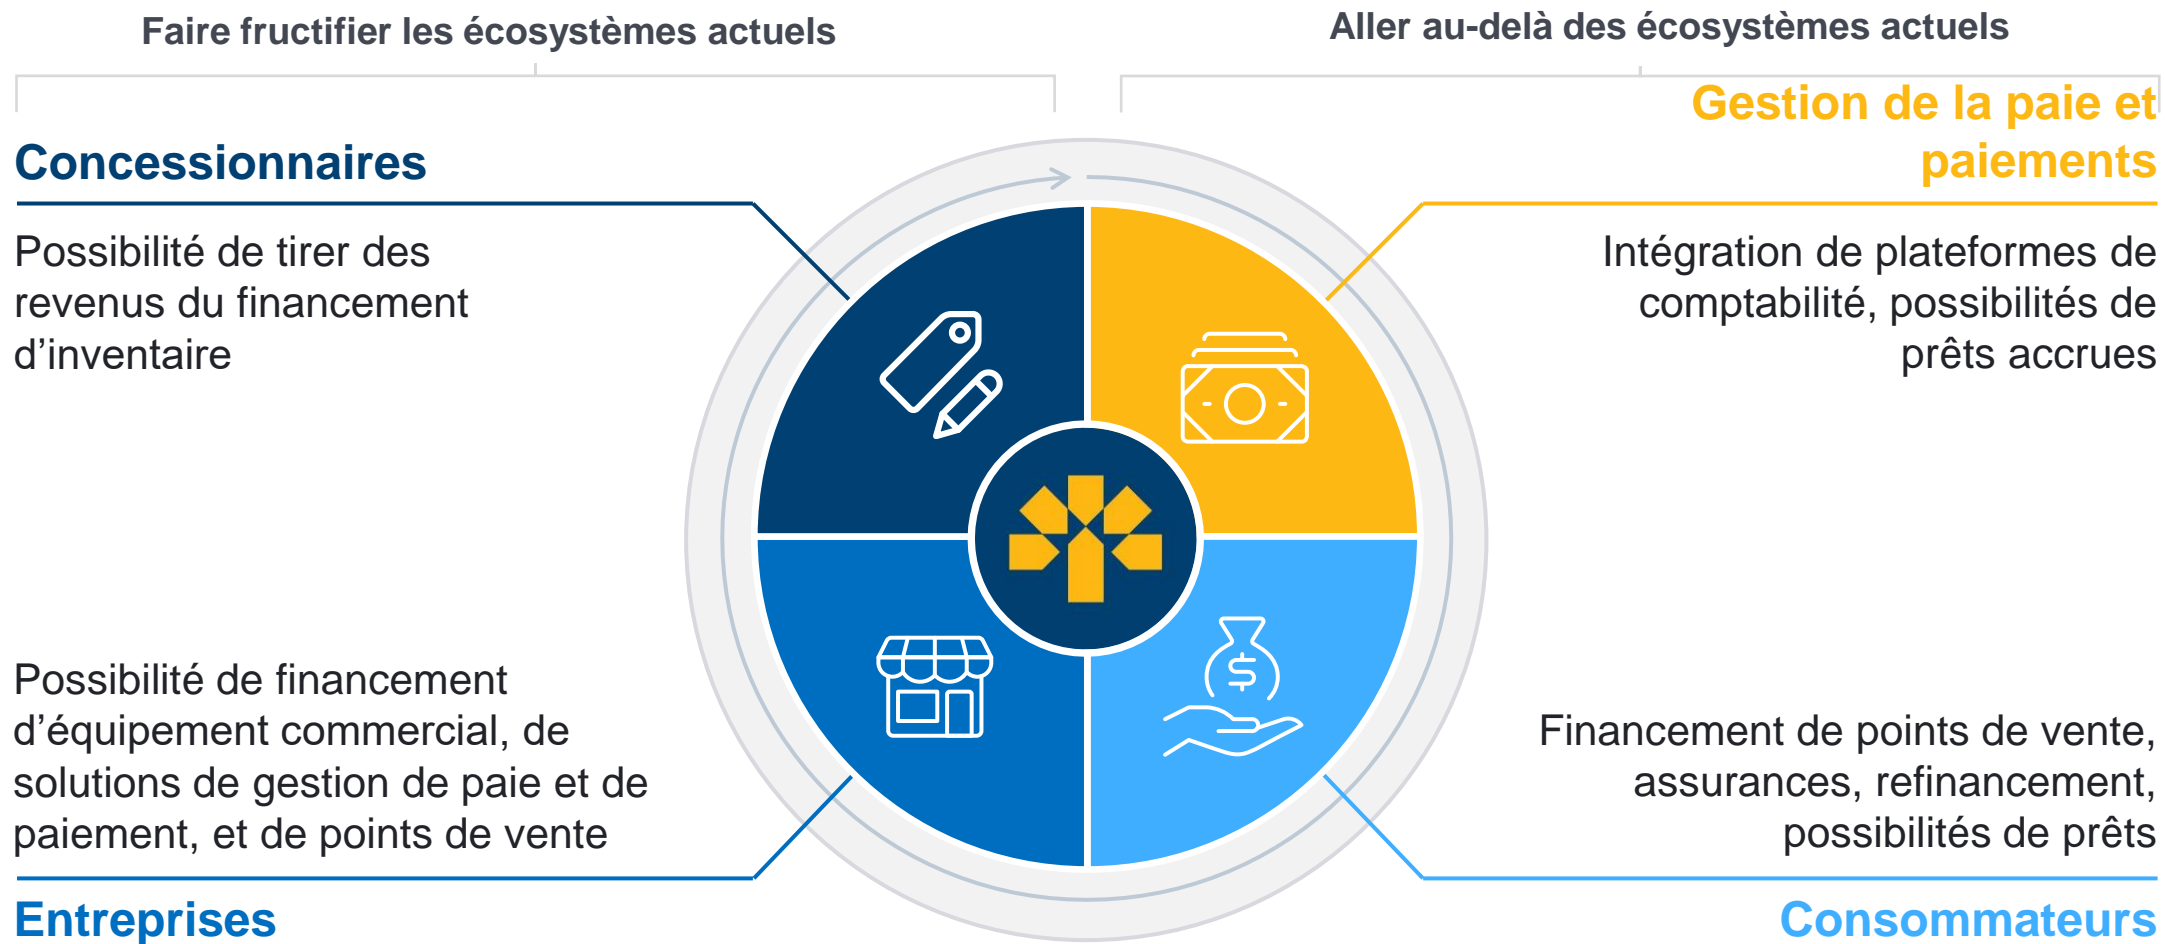 Faire fructifier les écosystèmes actuels
Aller au-delà des écosystèmes actuels
Concessionnaires
Possibilité de tirer des
revenus du financement
d’inventaire
Gestion de la paie et
paiements
Intégration de plateformes de
comptabilité, possibilités de
prêts accrues
Possibilité de financement
d’équipement commercial, de
solutions de gestion de paie et de
paiement, et de points de vente
Entreprises
Financement de points de vente,
assurances, refinancement,
possibilités de prêts
Consommateurs
$